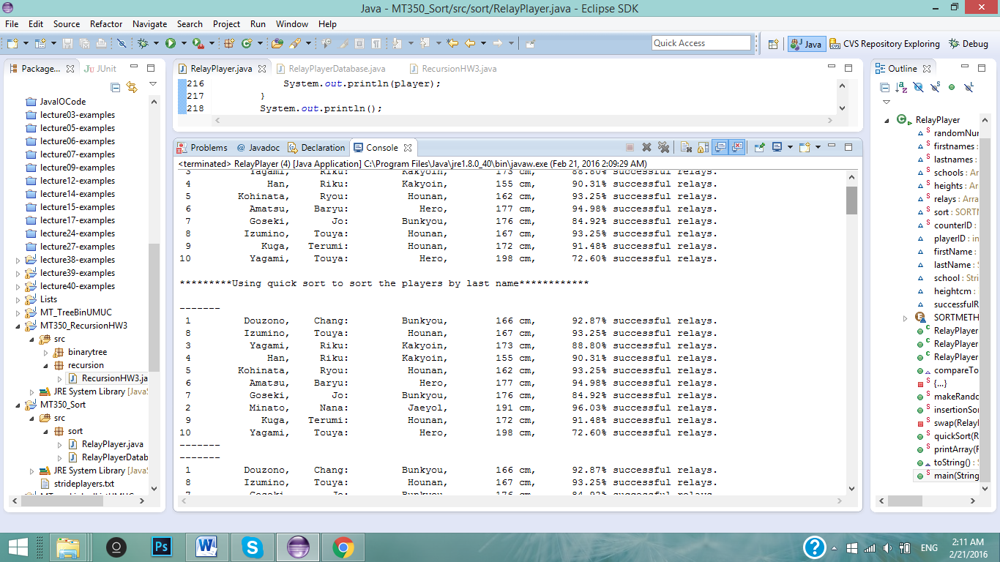 Java - MT350_Sort/src/sort/RelayPlayer.java - Eclipse SDK
File Edit Source Refactor Navigate Search Project Run Window Help
Quick Access
Java
CVS Repository Exploring
Debug
Package...
JUnit
JavaIOCode
lecture03-examples
lecture05-examples
lecture06-examples
lecture07-examples
lecture09-examples
lecture12-examples
lecture14-examples
lecture15-examples
lecture17-examples
lecture24-examples
lecture27-examples
lecture38-examples
lecture39-examples
lecture40-examples
Lists
MT_TreeBinUMUC
MT350_RecursionHW3
src
binarytree
recursion
RecursionHW3.ja
JRE System Library [JavaS
MT350_Sort
src
sort
RelayPlayer.java
RelayPlayerDatab
JRE System Library [JavaS
strideplayers.txt
RelayPlayer.java RelayPlayerDatabase.java RecursionHW3.java
216 System.out.println(player);
217 }
218 System.out.println();
Problems @ Javadoc Declaration Console
<terminated> RelayPlayer (4) [Java Application] C:\Program Files\Java\jre1.8.0_40\bin\javaw.exe (Feb 21, 2016 2:09:29 AM)
3 Yagami, Riku: Kakyoin, 173 cm, 88.80% successful relays.
4 Han, Riku: Kakyoin, 155 cm, 90.31% successful relays.
5 Kohinata, Ryou: Hounan, 162 cm, 93.25% successful relays.
6 Amatsu, Baryu: Hero, 177 cm, 94.98% successful relays.
7 Goseki, Jo: Bunkyou, 176 cm, 84.92% successful relays.
8 Izumino, Touya: Hounan, 167 cm, 93.25% successful relays.
9 Kuga, Terumi: Hounan, 172 cm, 91.48% successful relays.
10 Yagami, Touya: Hero, 198 cm, 72.60% successful relays.
*********Using quick sort to sort the players by last name************
-------
1 Douzono, Chang: Bunkyou, 166 cm, 92.87% successful relays.
8 Izumino, Touya: Hounan, 167 cm, 93.25% successful relays.
3 Yagami, Riku: Kakyoin, 173 cm, 88.80% successful relays.
4 Han, Riku: Kakyoin, 155 cm, 90.31% successful relays.
5 Kohinata, Ryou: Hounan, 162 cm, 93.25% successful relays.
6 Amatsu, Baryu: Hero, 177 cm, 94.98% successful relays.
7 Goseki, Jo: Bunkyou, 176 cm, 84.92% successful relays.
2 Minato, Nana: Jaeyol, 191 cm, 96.03% successful relays.
9 Kuga, Terumi: Hounan, 172 cm, 91.48% successful relays.
10 Yagami, Touya: Hero, 198 cm, 72.60% successful relays.
-------
-------
1 Douzono, Chang: Bunkyou, 166 cm, 92.87% successful relays.
8 Izumino, Touya: Hounan, 167 cm, 93.25% successful relays.
7 Goseki, Jo: Bunkyou, 176 cm, 84.92% successful relays.
Outline
RelayPlayer
randomNur
firstnames :
lastnames :
schools : Ar
heights : Ar
relays : Arra
sort : SORTM
counterID :
playerID : in
firstName :
lastName : S
school : Stri
heightcm :
successfulR
SORTMETH
RelayPlayer
RelayPlayer
RelayPlayer
compareTo
{...}
makeRando
insertionSor
swap(Relay
quickSort(R
printArray(R
toString() : S
main(String
ENG
2:11 AM
2/21/2016